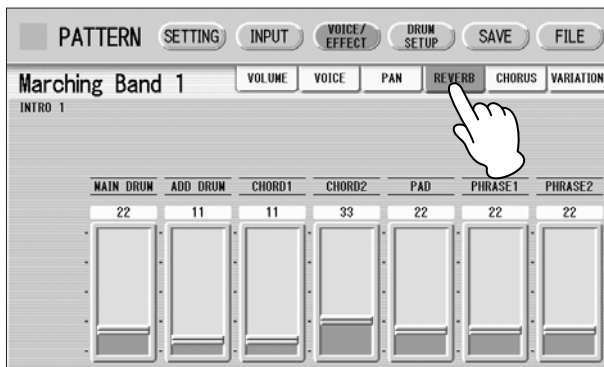 PATTERN SETTING INPUT VOICE/ EFFECT DRUM SETUP SAVE FILE
Marching Band 1 VOLUME VOICE PAN REVERB CHORUS VARIATION
INTRO 1
MAIN DRUM ADD DRUM CHORD1 CHORD2 PAD PHRASE1 PHRASE2
22 11 11 33 22 22 22